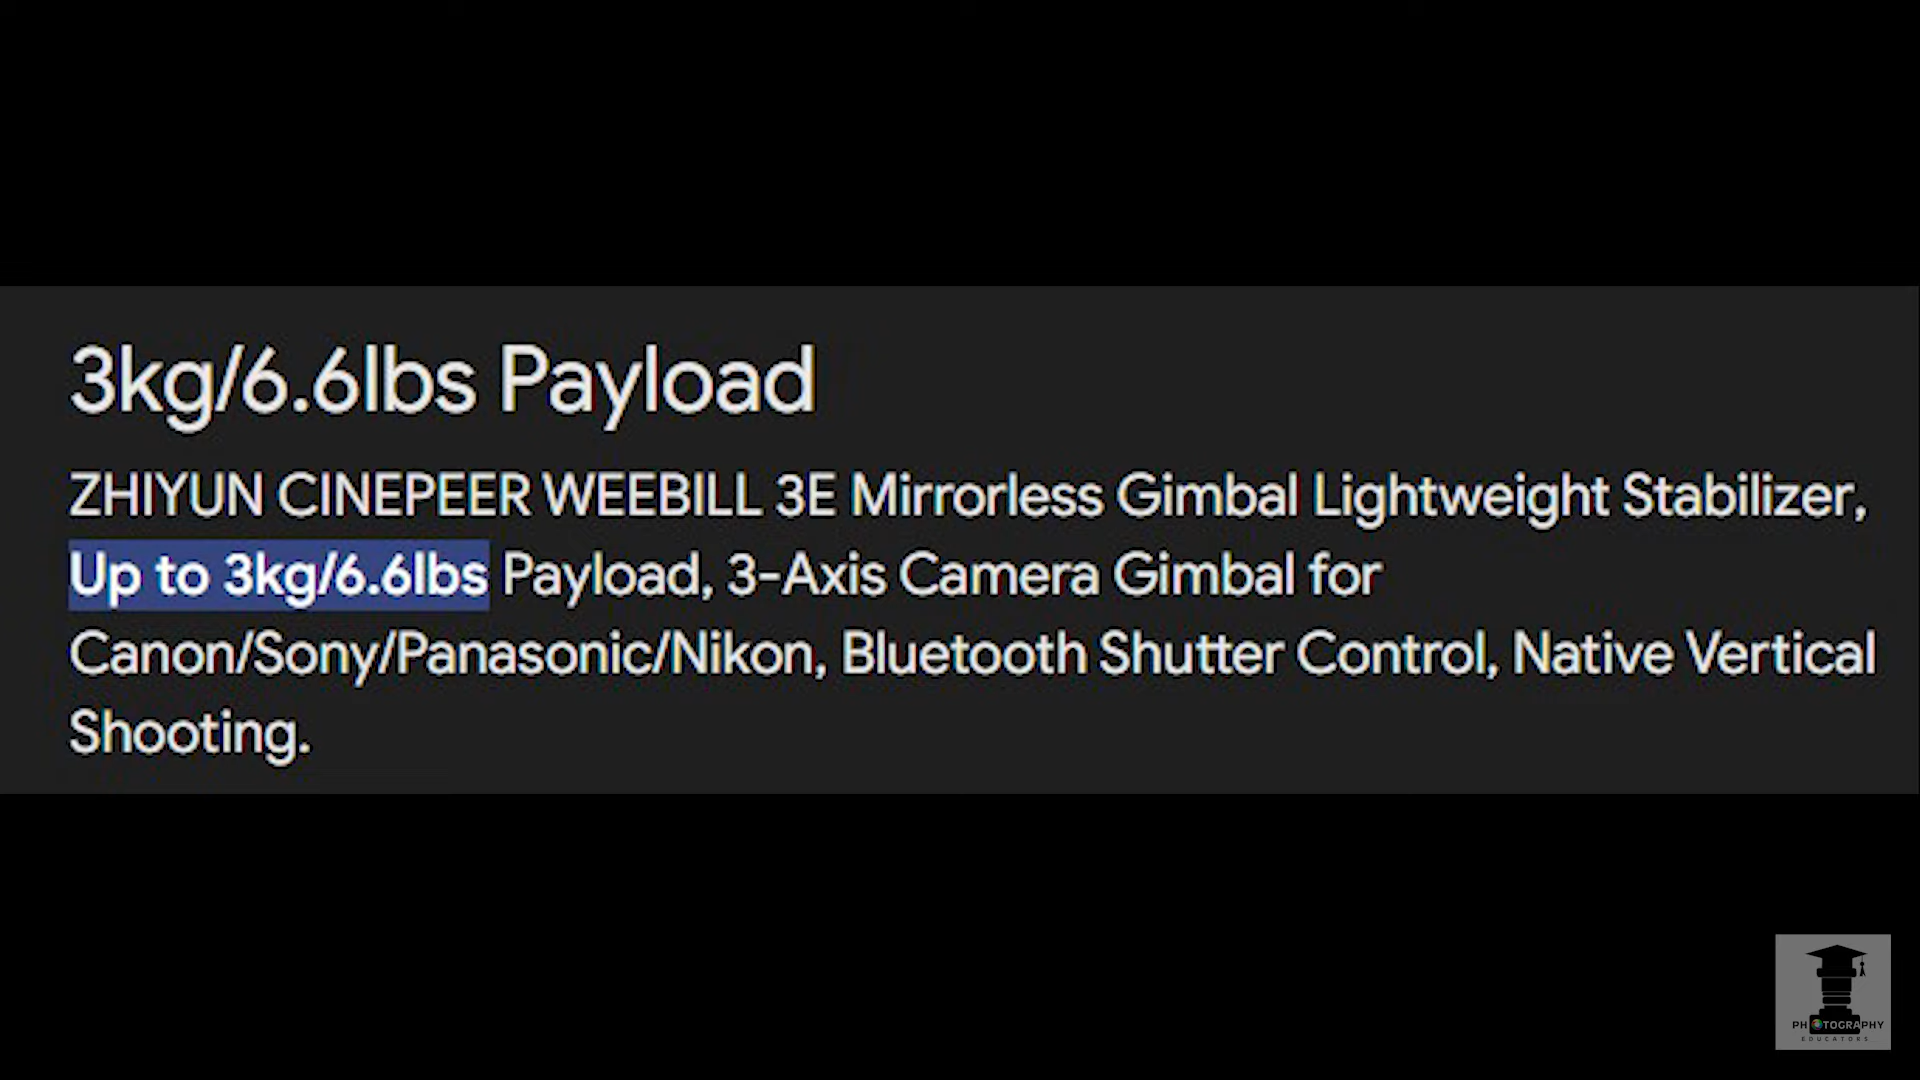 3kg/6.6lbs Payload
ZHIYUN CINEPEER WEEBILL 3E Mirrorless Gimbal Lightweight Stabilizer,
Up to 3kg/6.6lbs Payload, 3-Axis Camera Gimbal for
Canon/Sony/Panasonic/Nikon, Bluetooth Shutter Control, Native Vertical
Shooting.
PHOTOGRAPHY
EDUCATORS